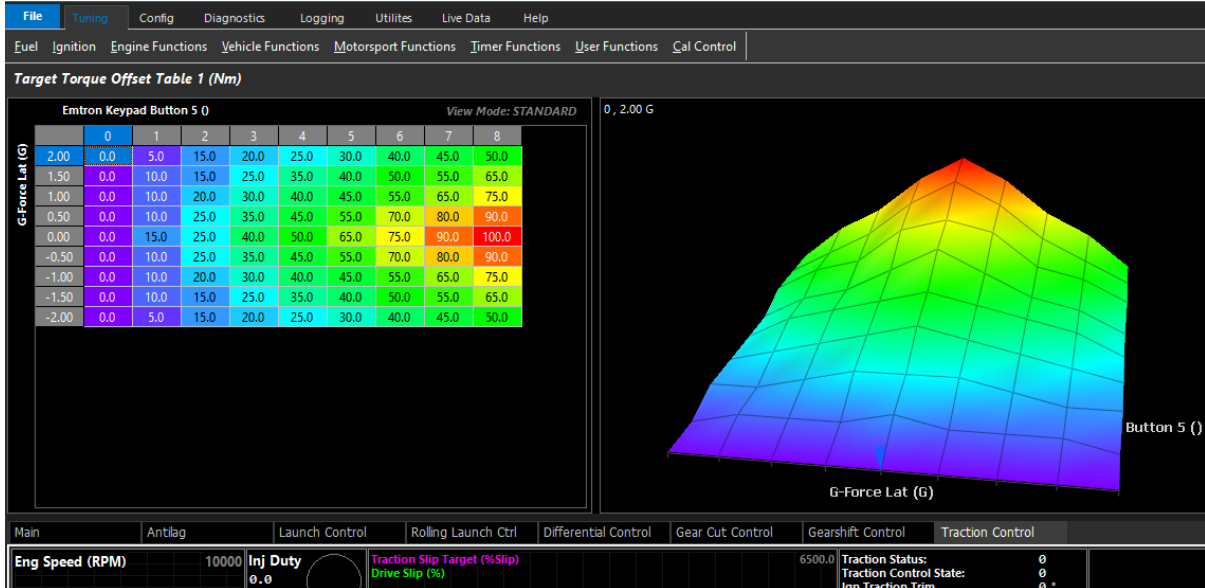 File Tuning Config Diagnostics Logging Utilites Live Data Help
Fuel Ignition Engine Functions Vehicle Functions Motorsport Functions Timer Functions User Functions Cal Control
Target Torque Offset Table 1 (Nm)
Emtron Keypad Button 5 () View Mode: STANDARD
0 , 2.00 G
G-Force Lat (G)
0 1 2 3 4 5 6 7 8
2.00 0.0 5.0 15.0 20.0 25.0 30.0 40.0 45.0 50.0
1.50 0.0 10.0 15.0 25.0 35.0 40.0 50.0 55.0 65.0
1.00 0.0 10.0 20.0 30.0 40.0 45.0 55.0 65.0 75.0
0.50 0.0 10.0 25.0 35.0 45.0 55.0 70.0 80.0 90.0
0.00 0.0 15.0 25.0 40.0 50.0 65.0 75.0 90.0 100.0
-0.50 0.0 10.0 25.0 35.0 45.0 55.0 70.0 80.0 90.0
-1.00 0.0 10.0 20.0 30.0 40.0 45.0 55.0 65.0 75.0
-1.50 0.0 10.0 15.0 25.0 35.0 40.0 50.0 55.0 65.0
-2.00 0.0 5.0 15.0 20.0 25.0 30.0 40.0 45.0 50.0
Button 5 ()
G-Force Lat (G)
Main Antilag Launch Control Rolling Launch Ctrl Differential Control Gear Cut Control Gearshift Control Traction Control
Eng Speed (RPM) 10000 Inj Duty Traction Slip Target (%Slip) 6500.0 Traction Status: 0
0.0 Drive Slip (%) Traction Control State: 0
Ign Traction Trim 0 °